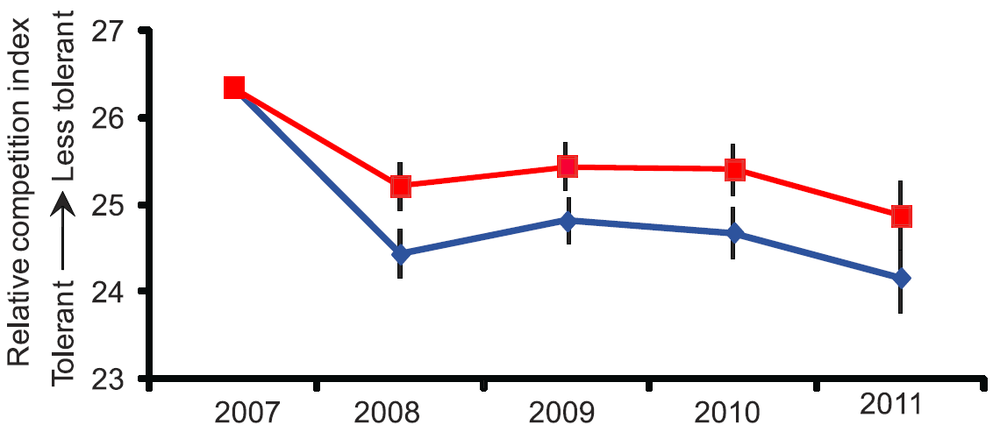 Relative competition index
Tolerant → Less tolerant
27
26
25
24
23
2007 2008 2009 2010 2011